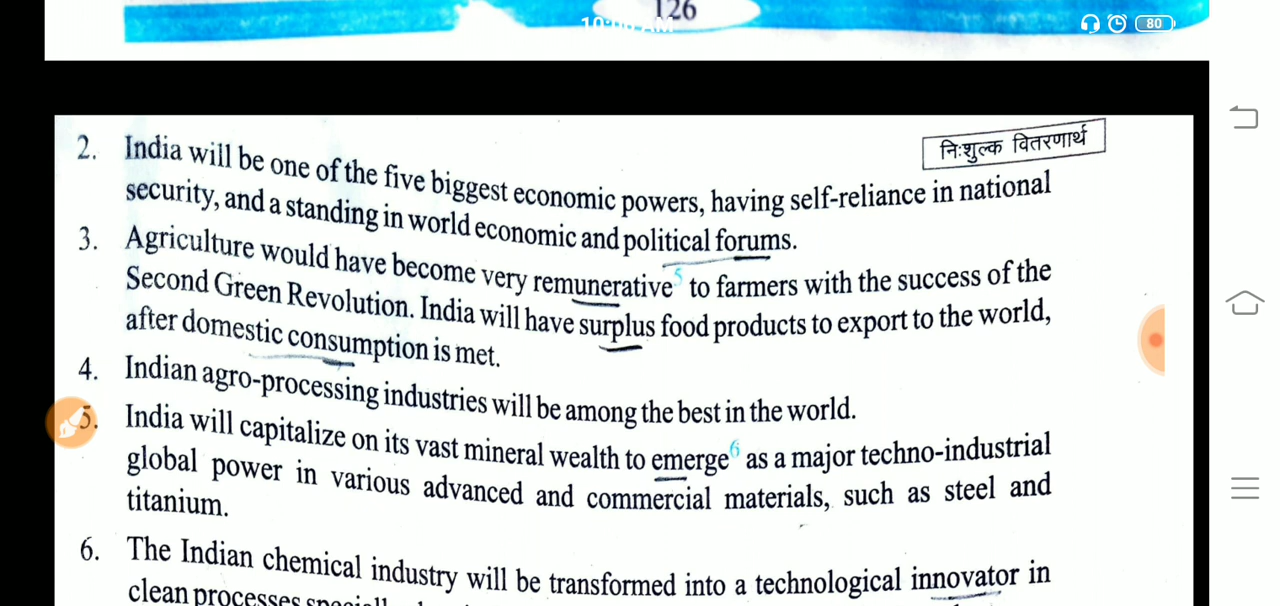 126
80
निःशुल्क वितरणार्थ
2. India will be one of the five biggest economic powers, having self-reliance in national
security, and a standing in world economic and political forums.
3. Agriculture would have become very remunerative⁵ to farmers with the success of the
Second Green Revolution. India will have surplus food products to export to the world,
after domestic consumption is met.
4. Indian agro-processing industries will be among the best in the world.
5. India will capitalize on its vast mineral wealth to emerge⁶ as a major techno-industrial
global power in various advanced and commercial materials, such as steel and
titanium.
6. The Indian chemical industry will be transformed into a technological innovator in
clean processes